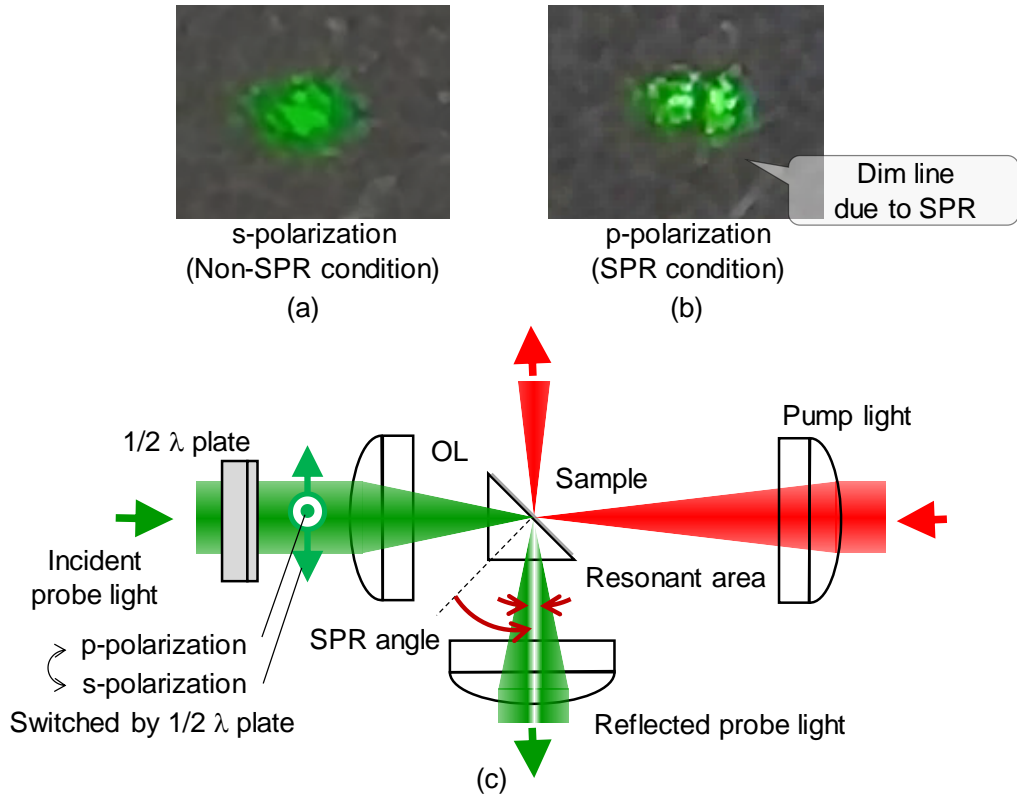 Dim line
due to SPR
s-polarization
(Non-SPR condition)
(a)
p-polarization
(SPR condition)
(b)
Pump light
1/2 λ plate
OL
Sample
Incident
probe light
Resonant area
SPR angle
p-polarization
s-polarization
Switched by 1/2 λ plate
Reflected probe light
(c)